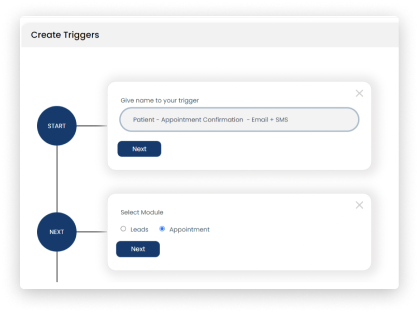 Create Triggers
START
Give name to your trigger
Patient - Appointment Confirmation - Email + SMS
Next
NEXT
Select Module
Leads Appointment
Next